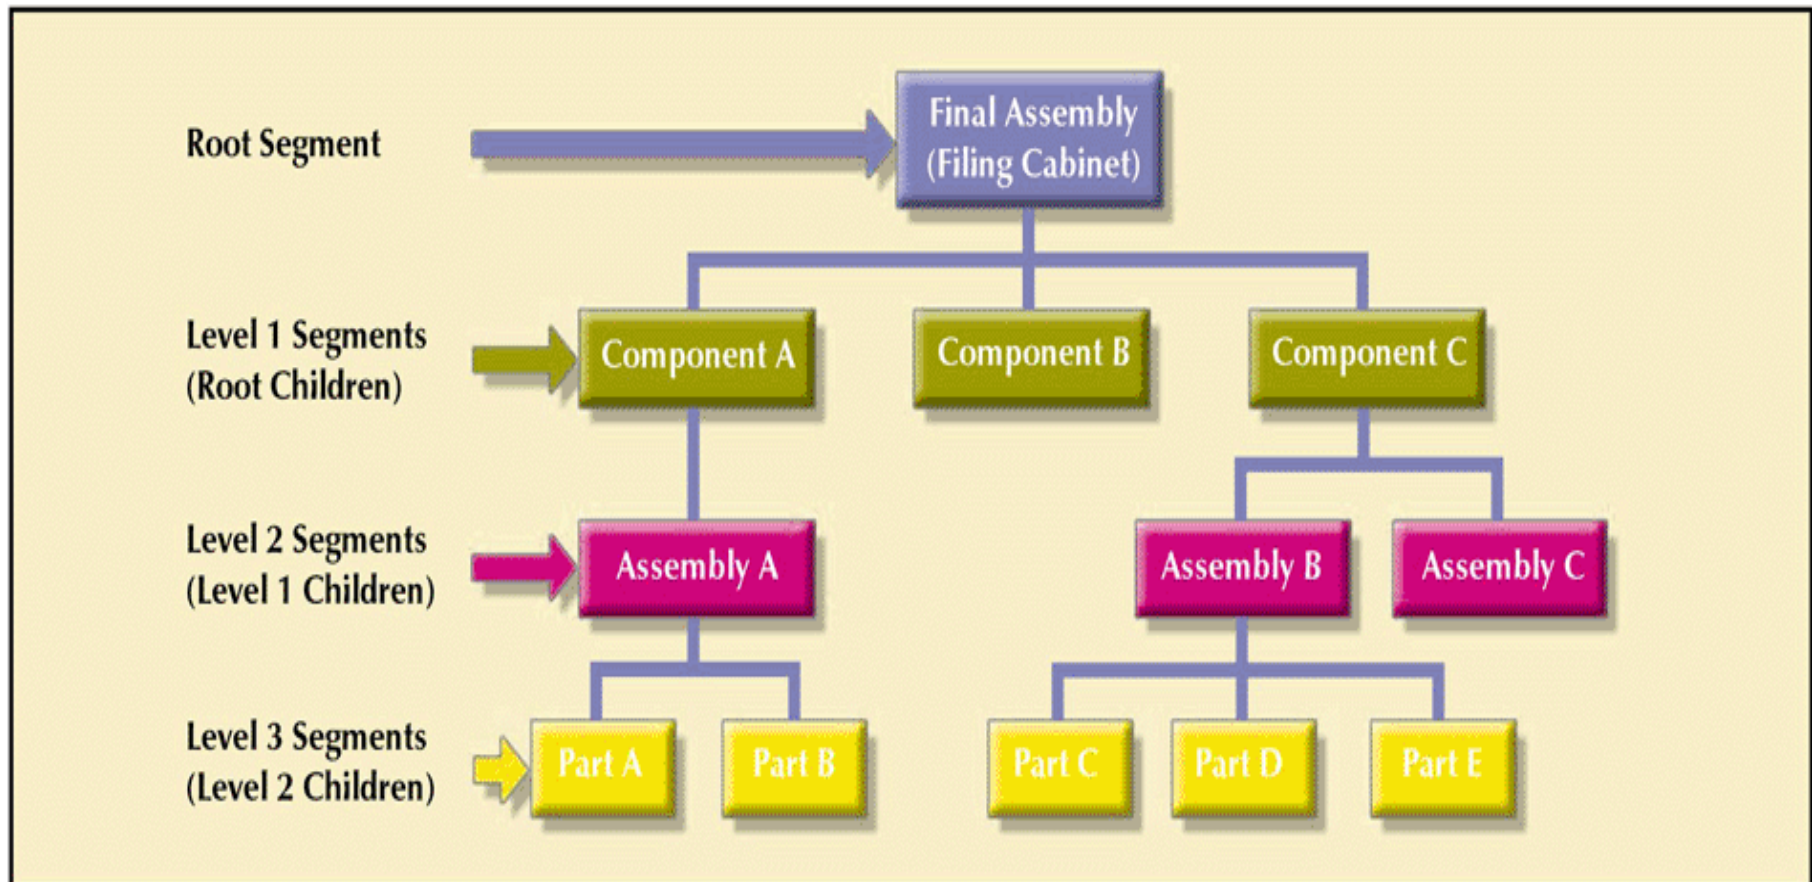 Root Segment
Final Assembly
(Filing Cabinet)
Level 1 Segments
(Root Children)
Component A
Component B
Component C
Level 2 Segments
(Level 1 Children)
Assembly A
Assembly B
Assembly C
Level 3 Segments
(Level 2 Children)
Part A
Part B
Part C
Part D
Part E